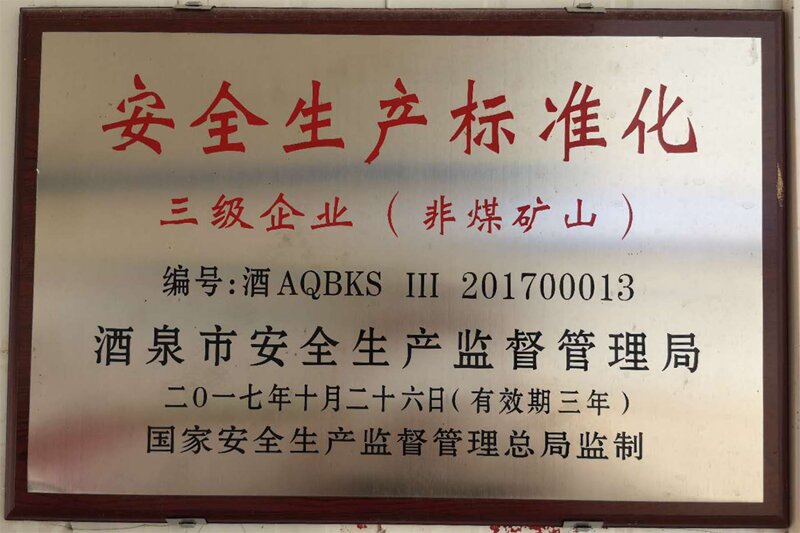 安全生产标准化
三级企业（非煤矿山）
编号:酒AQBKS III 201700013
酒泉市安全生产监督管理局
二O一七年十月二十六日(有效期三年)
国家安全生产监督管理总局监制